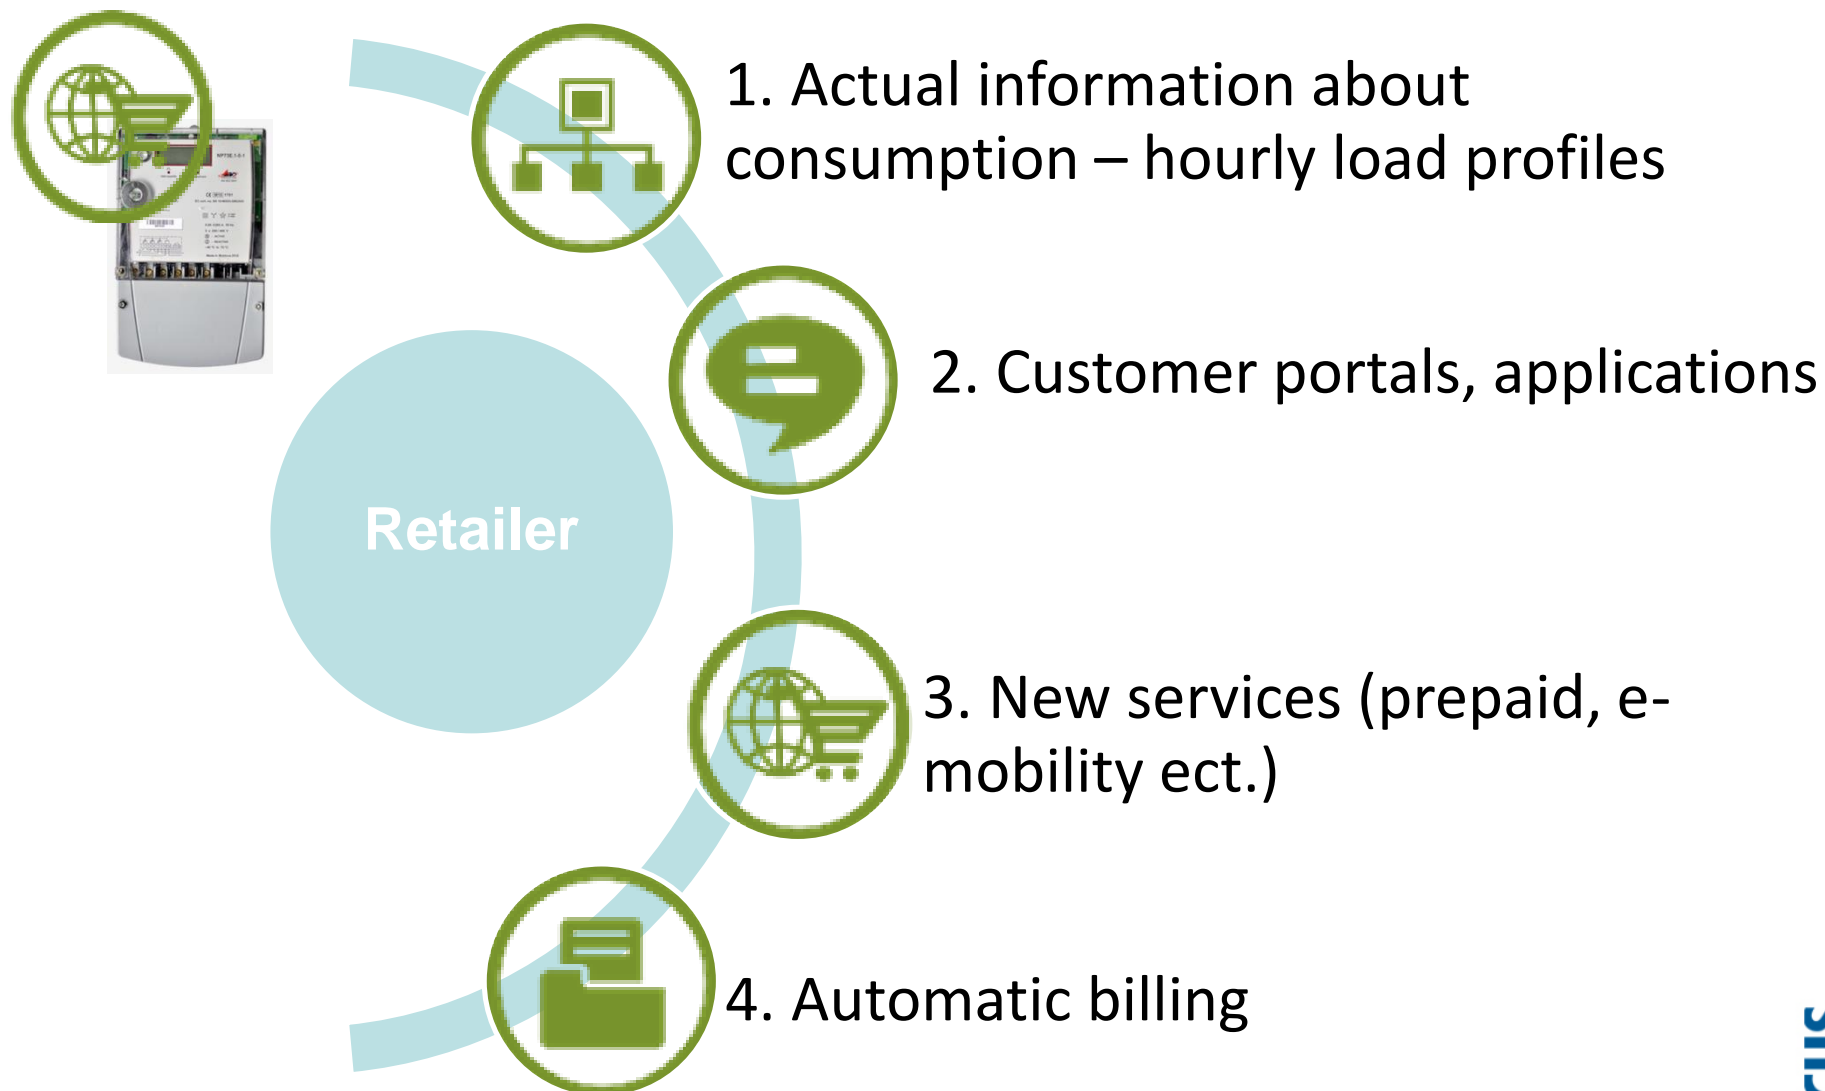 1. Actual information about
consumption – hourly load profiles
2. Customer portals, applications
Retailer
3. New services (prepaid, e-
mobility ect.)
4. Automatic billing